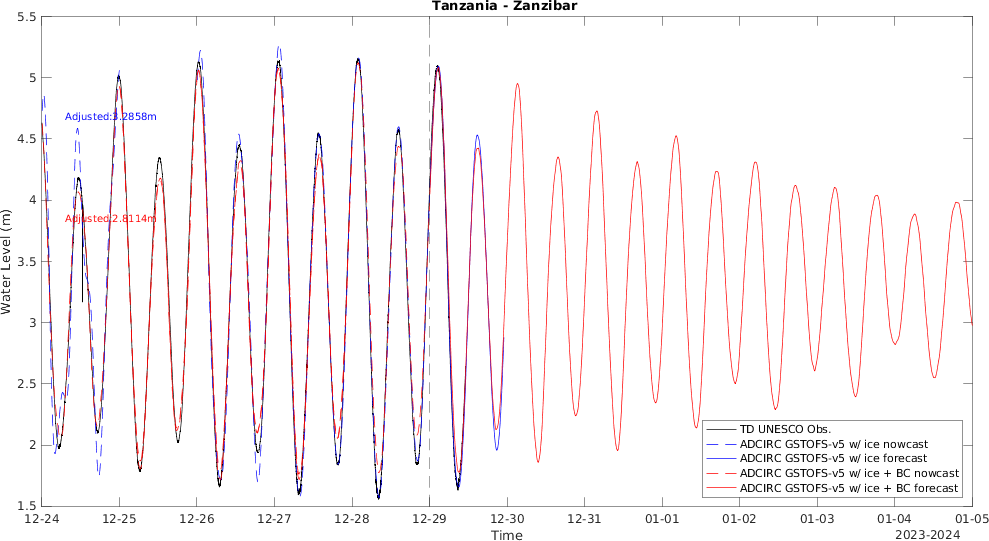 Tanzania - Zanzibar
5.5
5
4.5
4
3.5
3
2.5
2
1.5
Water Level (m)
Adjusted:3.2858m
Adjusted:2.8114m
TD UNESCO Obs.
ADCIRC GSTOFS-v5 w/ ice nowcast
ADCIRC GSTOFS-v5 w/ ice forecast
ADCIRC GSTOFS-v5 w/ ice + BC nowcast
ADCIRC GSTOFS-v5 w/ ice + BC forecast
12-24 12-25 12-26 12-27 12-28 12-29 12-30 12-31 01-01 01-02 01-03 01-04 01-05
Time
2023-2024